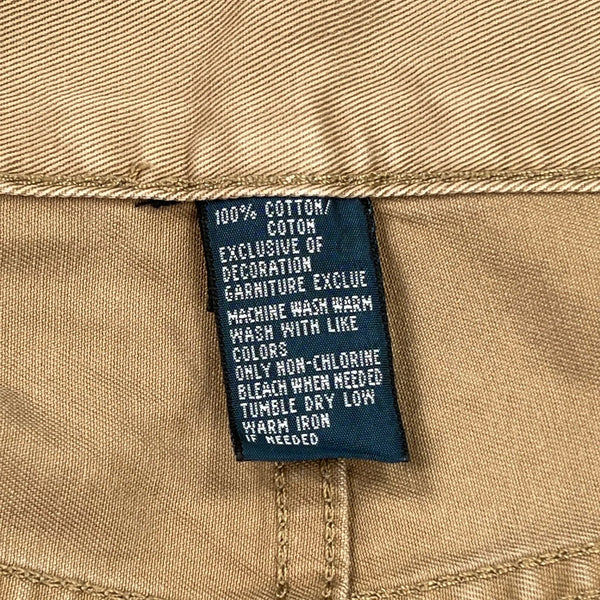 100% COTTON/
COTON
EXCLUSIVE OF
DECORATION
GARNITURE EXCLUE
MACHINE WASH WARM
WASH WITH LIKE
COLORS
ONLY NON-CHLORINE
BLEACH WHEN NEEDED
TUMBLE DRY LOW
WARM IRON
IF NEEDED